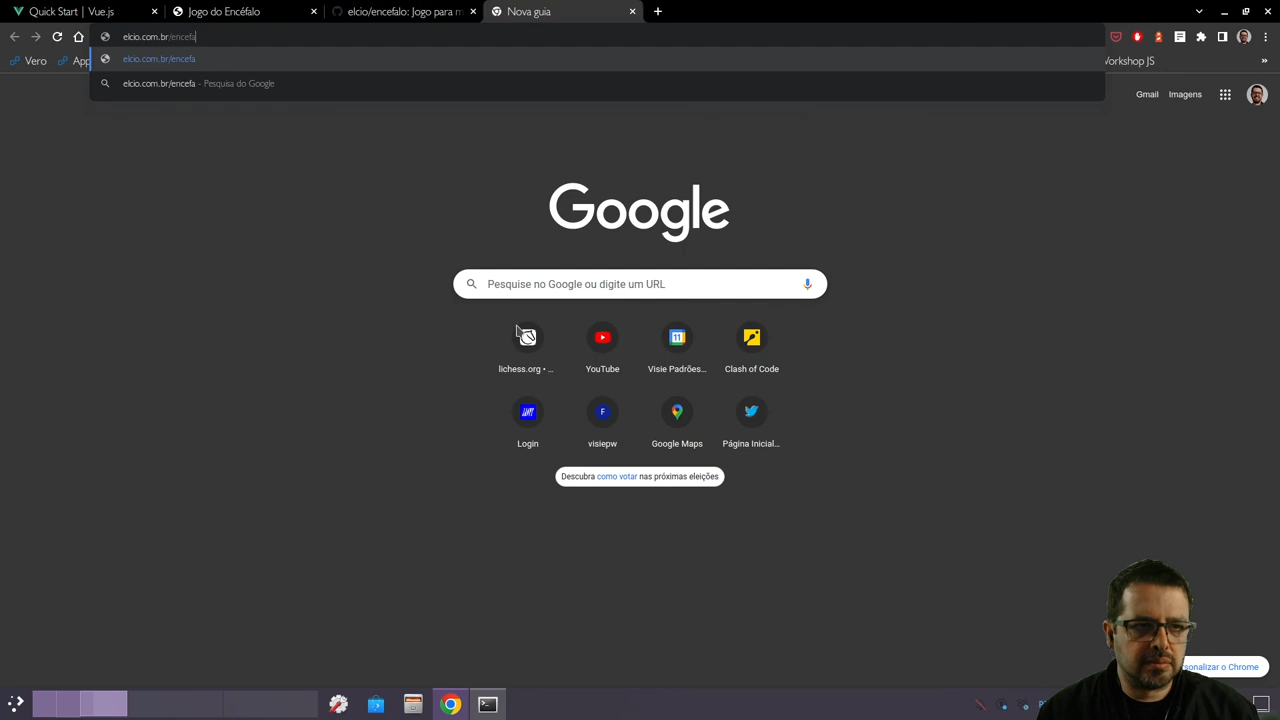 Quick Start | Vue.js
Jogo do Encéfalo
elcio/encefalo: Jogo para m
Nova guia
elcio.com.br/encefa
Vero
App
elcio.com.br/encefa
elcio.com.br/encefa - Pesquisa do Google
Workshop JS
»
Gmail
Imagens
Google
Pesquise no Google ou digite um URL
lichess.org • ...
YouTube
11
Visie Padrões...
Clash of Code
F
Login
visiepw
Google Maps
Página Inicial...
Descubra como votar nas próximas eleições
sonalizar o Chrome